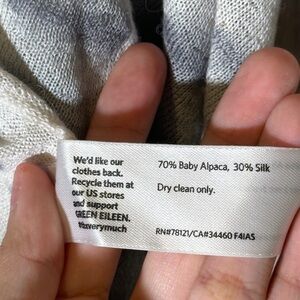 We'd like our
clothes back.
Recycle them at
our US stores
and support
GREEN EILEEN.
70% Baby Alpaca, 30% Silk
Dry clean only.
RN#78121/CA#34460 F4IAS